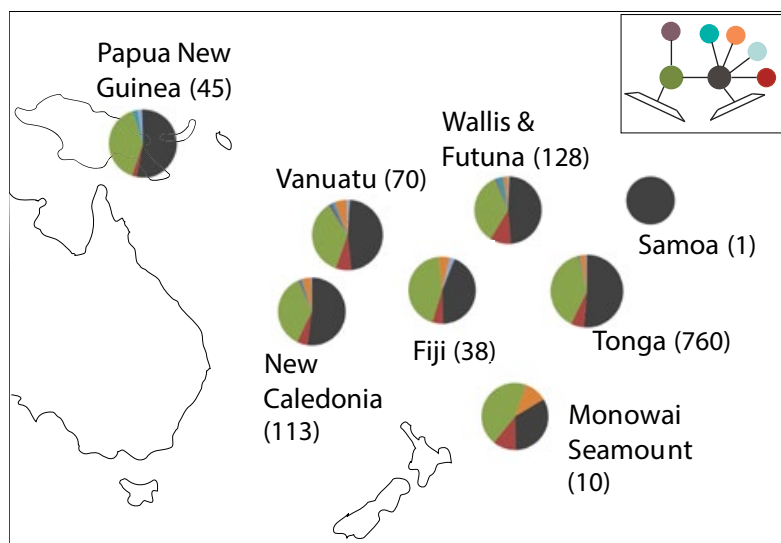 Papua New
Guinea (45)
Wallis &
Futuna (128)
Vanuatu (70)
Samoa (1)
Fiji (38)
Tonga (760)
New
Caledonia
(113)
Monowai
Seamount
(10)